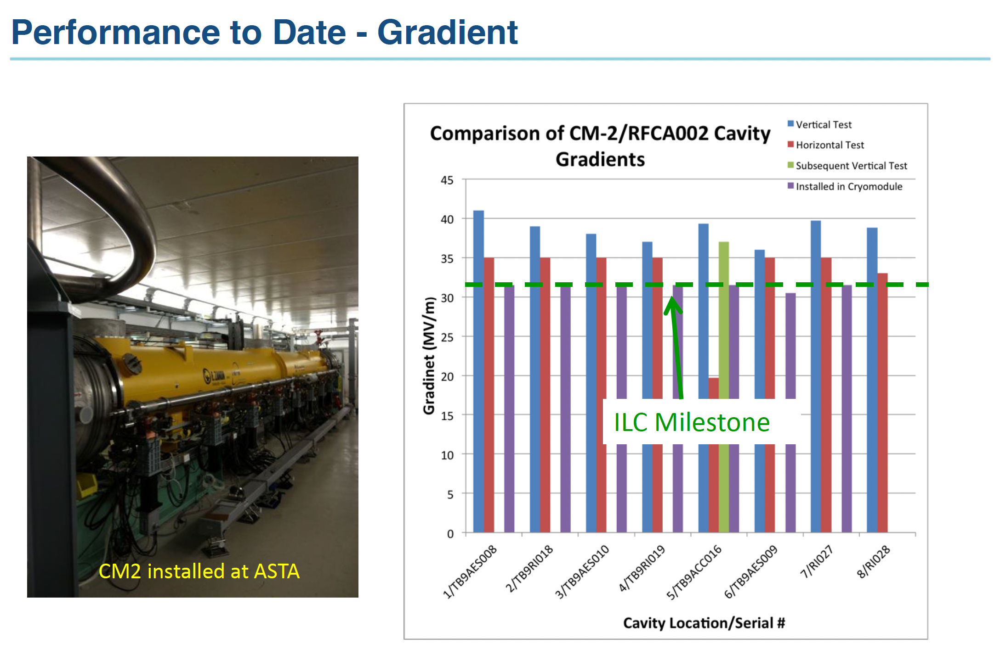 Performance to Date - Gradient
CM2 installed at ASTA
Comparison of CM-2/RFCA002 Cavity
Gradients
Vertical Test
Horizontal Test
Subsequent Vertical Test
Installed in Cryomodule
Gradinet (MV/m)
45
40
35
30
25
20
15
10
5
0
ILC Milestone
1/TB9AES008
2/TB9RI018
3/TB9AES010
4/TB9RI019
5/TB9ACC016
6/TB9AES009
7/RI027
8/RI028
Cavity Location/Serial #